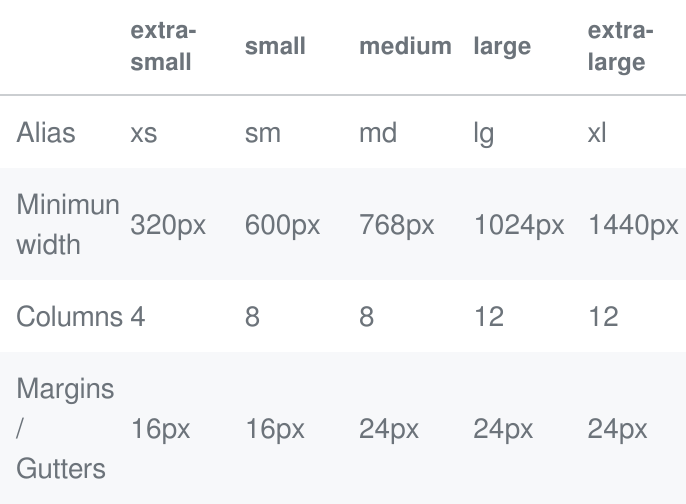 extra-small small medium large extra-large
Alias xs sm md lg xl
Minimun width 320px 600px 768px 1024px 1440px
Columns 4 8 8 12 12
Margins / Gutters 16px 16px 24px 24px 24px